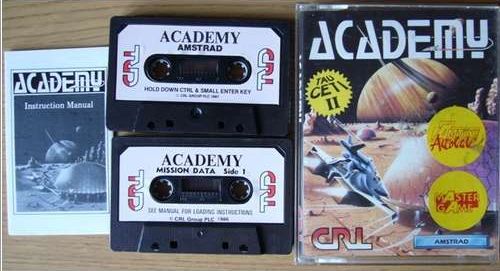 ACADEMY
Instruction Manual
ACADEMY
AMSTRAD
CRL
CRL
HOLD DOWN CTRL & SMALL ENTER KEY
© CRL GROUP PLC 1987
ACADEMY
MISSION DATA Side 1
CRL
CRL
SEE MANUAL FOR LOADING INSTRUCTIONS
© CRL Group PLC 1986
ACADEMY
TAU
CETI
II
MASTER
GAME
CRL
AMSTRAD